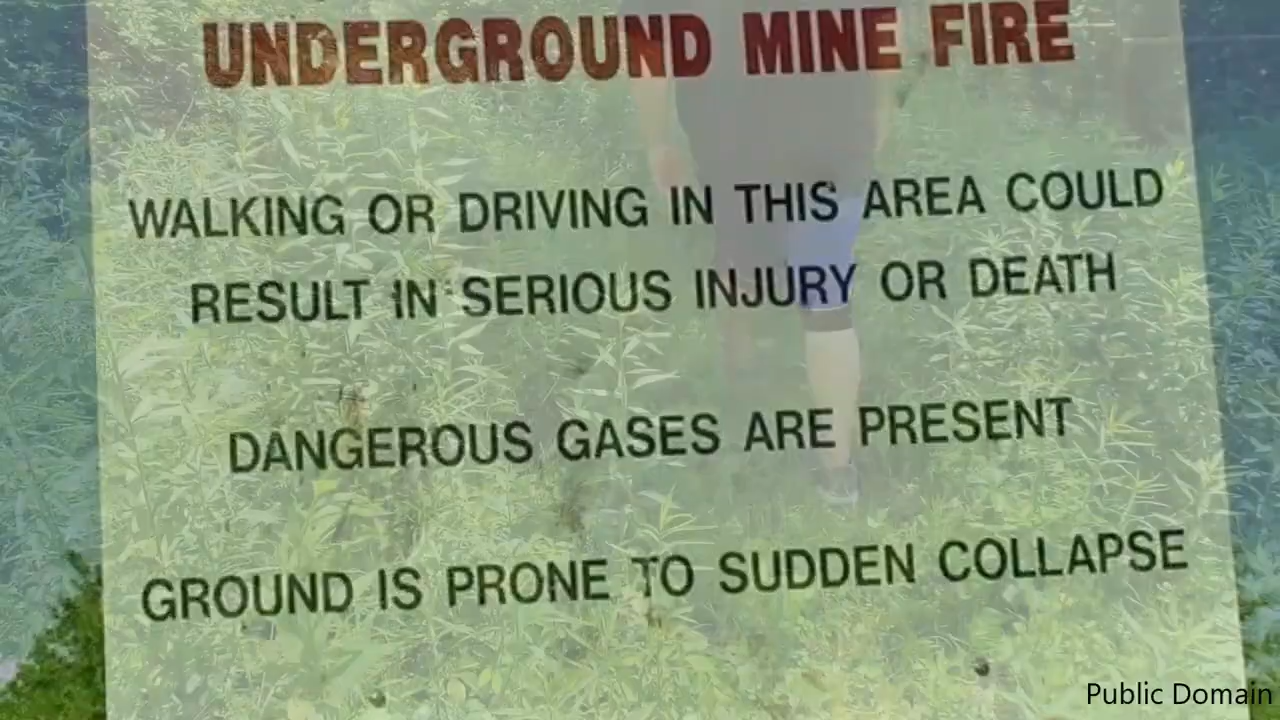 UNDERGROUND MINE FIRE
WALKING OR DRIVING IN THIS AREA COULD
RESULT IN SERIOUS INJURY OR DEATH
DANGEROUS GASES ARE PRESENT
GROUND IS PRONE TO SUDDEN COLLAPSE
Public Domain